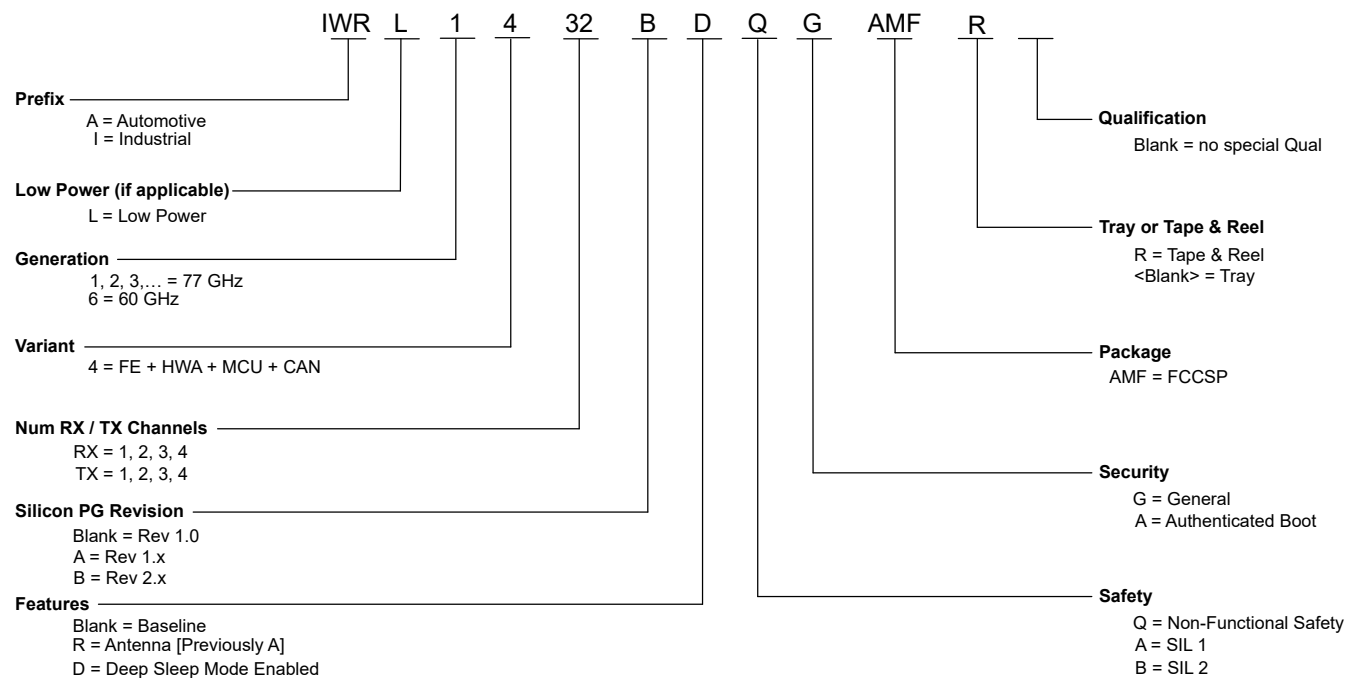 IWR L 1 4 32 B D Q G AMF R
Prefix
A = Automotive
I = Industrial
Low Power (if applicable)
L = Low Power
Generation
1, 2, 3,… = 77 GHz
6 = 60 GHz
Variant
4 = FE + HWA + MCU + CAN
Num RX / TX Channels
RX = 1, 2, 3, 4
TX = 1, 2, 3, 4
Silicon PG Revision
Blank = Rev 1.0
A = Rev 1.x
B = Rev 2.x
Features
Blank = Baseline
R = Antenna [Previously A]
D = Deep Sleep Mode Enabled
Qualification
Blank = no special Qual
Tray or Tape & Reel
R = Tape & Reel
<Blank> = Tray
Package
AMF = FCCSP
Security
G = General
A = Authenticated Boot
Safety
Q = Non-Functional Safety
A = SIL 1
B = SIL 2